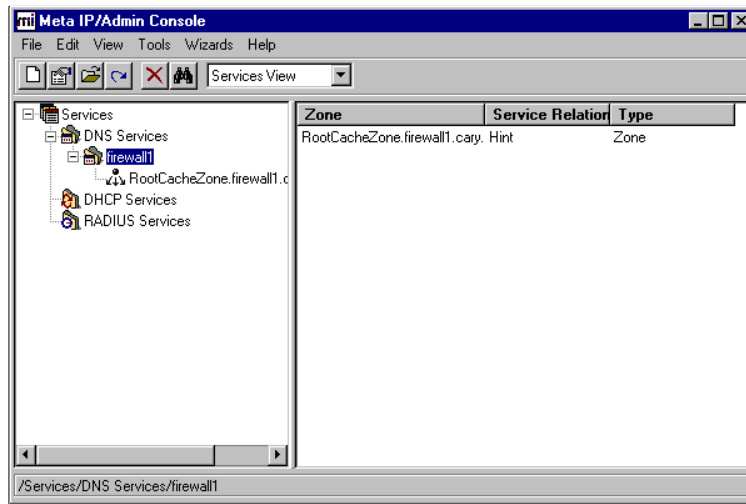 mi Meta IP/Admin Console
File Edit View Tools Wizards Help
Services View
Services
DNS Services
firewall1
RootCacheZone.firewall1.c
DHCP Services
RADIUS Services
Zone Service Relation Type
RootCacheZone.firewall1.cary. Hint Zone
/Services/DNS Services/firewall1